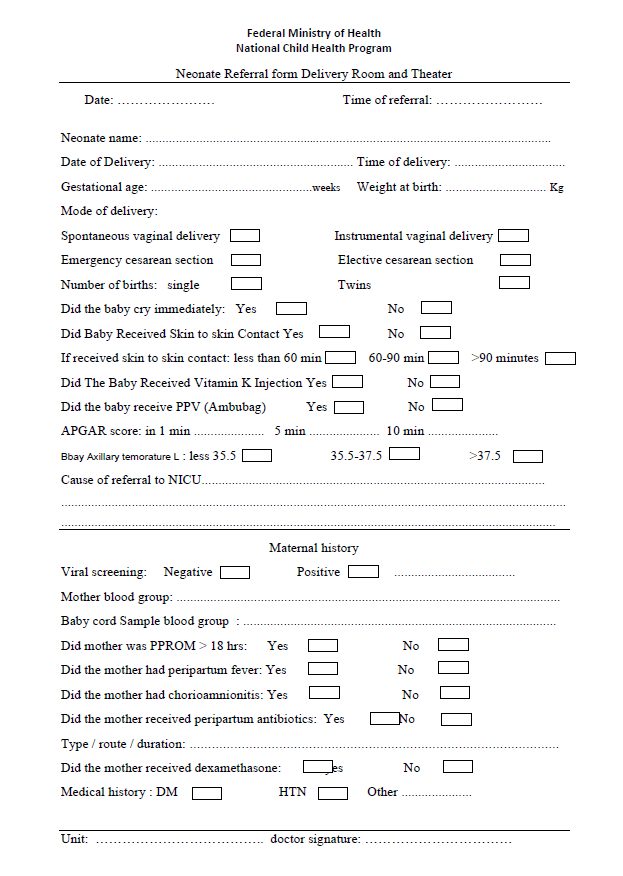 Federal Ministry of Health
National Child Health Program
Neonate Referral form Delivery Room and Theater
Date: ………………… Time of referral: ……………………
Neonate name: ..........................................................................................................................
Date of Delivery: .......................................................... Time of delivery: .................................
Gestational age: ................................................weeks Weight at birth: .............................. Kg
Mode of delivery:
Spontaneous vaginal delivery Instrumental vaginal delivery
Emergency cesarean section Elective cesarean section
Number of births: single Twins
Did the baby cry immediately: Yes No
Did Baby Received Skin to skin Contact Yes No
If received skin to skin contact: less than 60 min 60-90 min >90 minutes
Did The Baby Received Vitamin K Injection Yes No
Did the baby receive PPV (Ambubag) Yes No
APGAR score: in 1 min ..................... 5 min ..................... 10 min .....................
Bbay Axillary temorature L : less 35.5 35.5-37.5 >37.5
Cause of referral to NICU.......................................................................................................
........................................................................................................................................................
.....................................................................................................................................................
Maternal history
Viral screening: Negative Positive ....................................
Mother blood group: ...................................................................................................................
Baby cord Sample blood group : ..............................................................................................
Did mother was PPROM > 18 hrs: Yes No
Did the mother had peripartum fever: Yes No
Did the mother had chorioamnionitis: Yes No
Did the mother received peripartum antibiotics: Yes No
Type / route / duration: ...............................................................................................................
Did the mother received dexamethasone: yes No
Medical history : DM HTN Other .....................
Unit: ………………………………. doctor signature: ……………………………